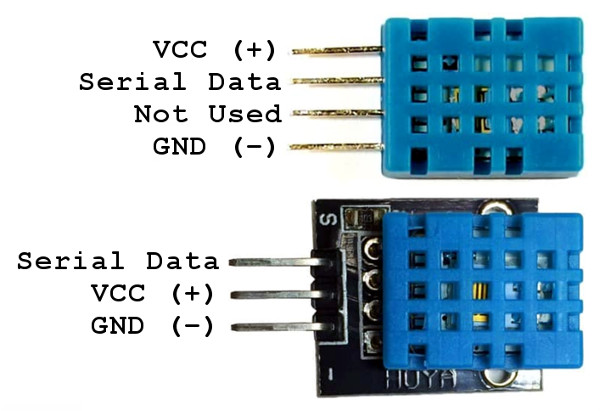 VCC (+)
Serial Data
Not Used
GND (-)
S
Serial Data
VCC (+)
GND (-)
-
HUYA